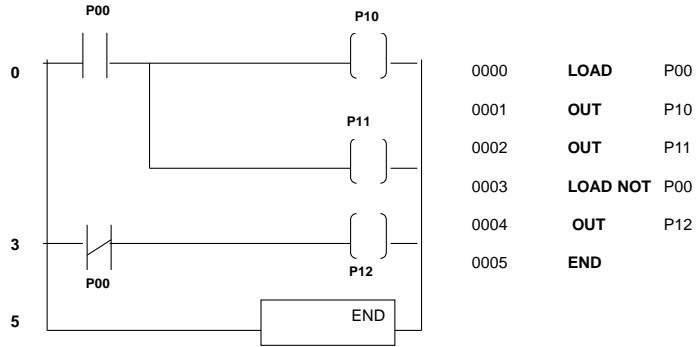 P00
P10
0
P11
3
P12
P00
5
END
0000 LOAD P00
0001 OUT P10
0002 OUT P11
0003 LOAD NOT P00
0004 OUT P12
0005 END